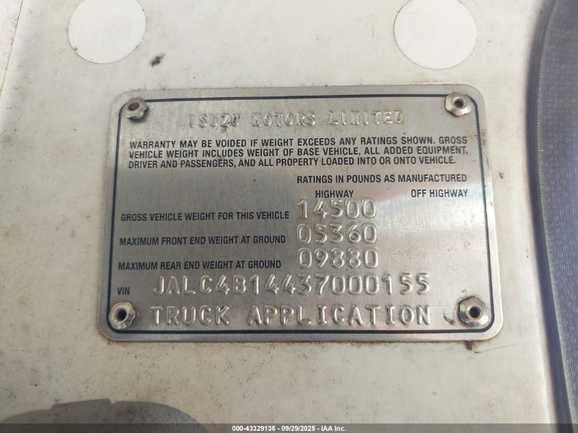 ISUZU MOTORS LIMITED
WARRANTY MAY BE VOIDED IF WEIGHT EXCEEDS ANY RATINGS SHOWN. GROSS
VEHICLE WEIGHT INCLUDES WEIGHT OF BASE VEHICLE, ALL ADDED EQUIPMENT,
DRIVER AND PASSENGERS, AND ALL PROPERTY LOADED INTO OR ONTO VEHICLE.
RATINGS IN POUNDS AS MANUFACTURED
HIGHWAY OFF HIGHWAY
GROSS VEHICLE WEIGHT FOR THIS VEHICLE 14500
MAXIMUM FRONT END WEIGHT AT GROUND 05360
MAXIMUM REAR END WEIGHT AT GROUND 09880
VIN JALC4B14437000155
TRUCK APPLICATION
000-43329136 - 09/29/2025 - IAA Inc.